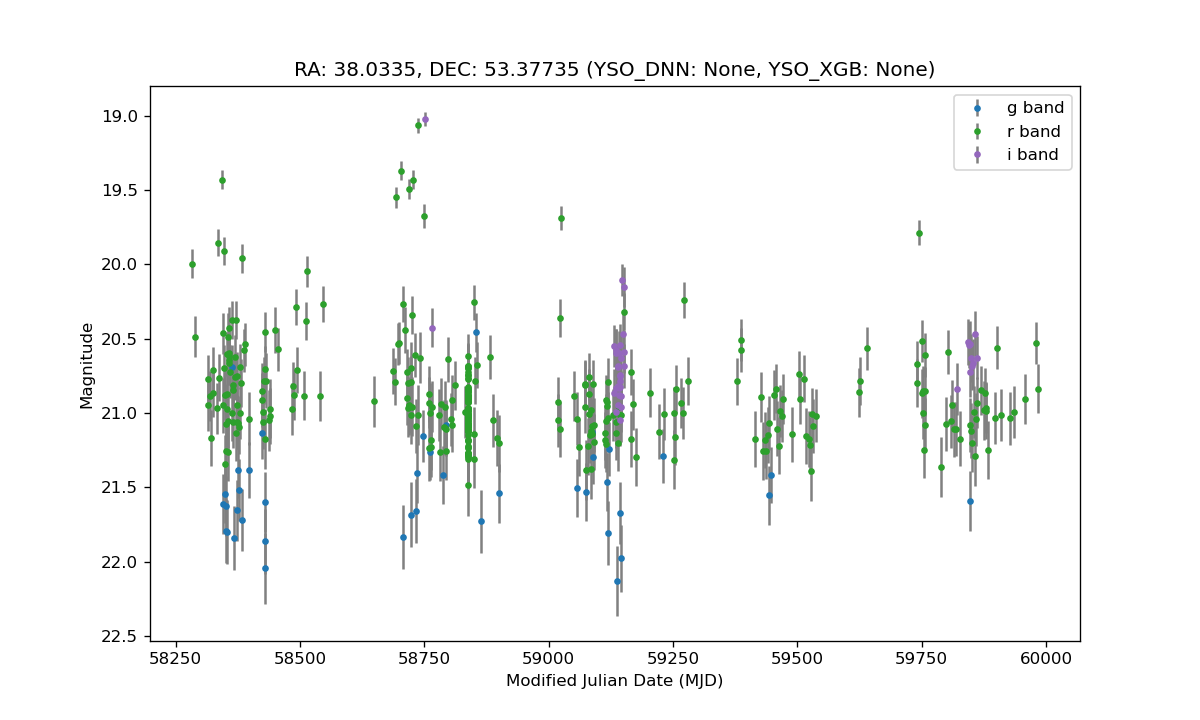 RA: 38.0335, DEC: 53.37735 (YSO_DNN: None, YSO_XGB: None)
g band
r band
i band
19.0
19.5
20.0
20.5
21.0
21.5
22.0
22.5
Magnitude
58250 58500 58750 59000 59250 59500 59750 60000
Modified Julian Date (MJD)